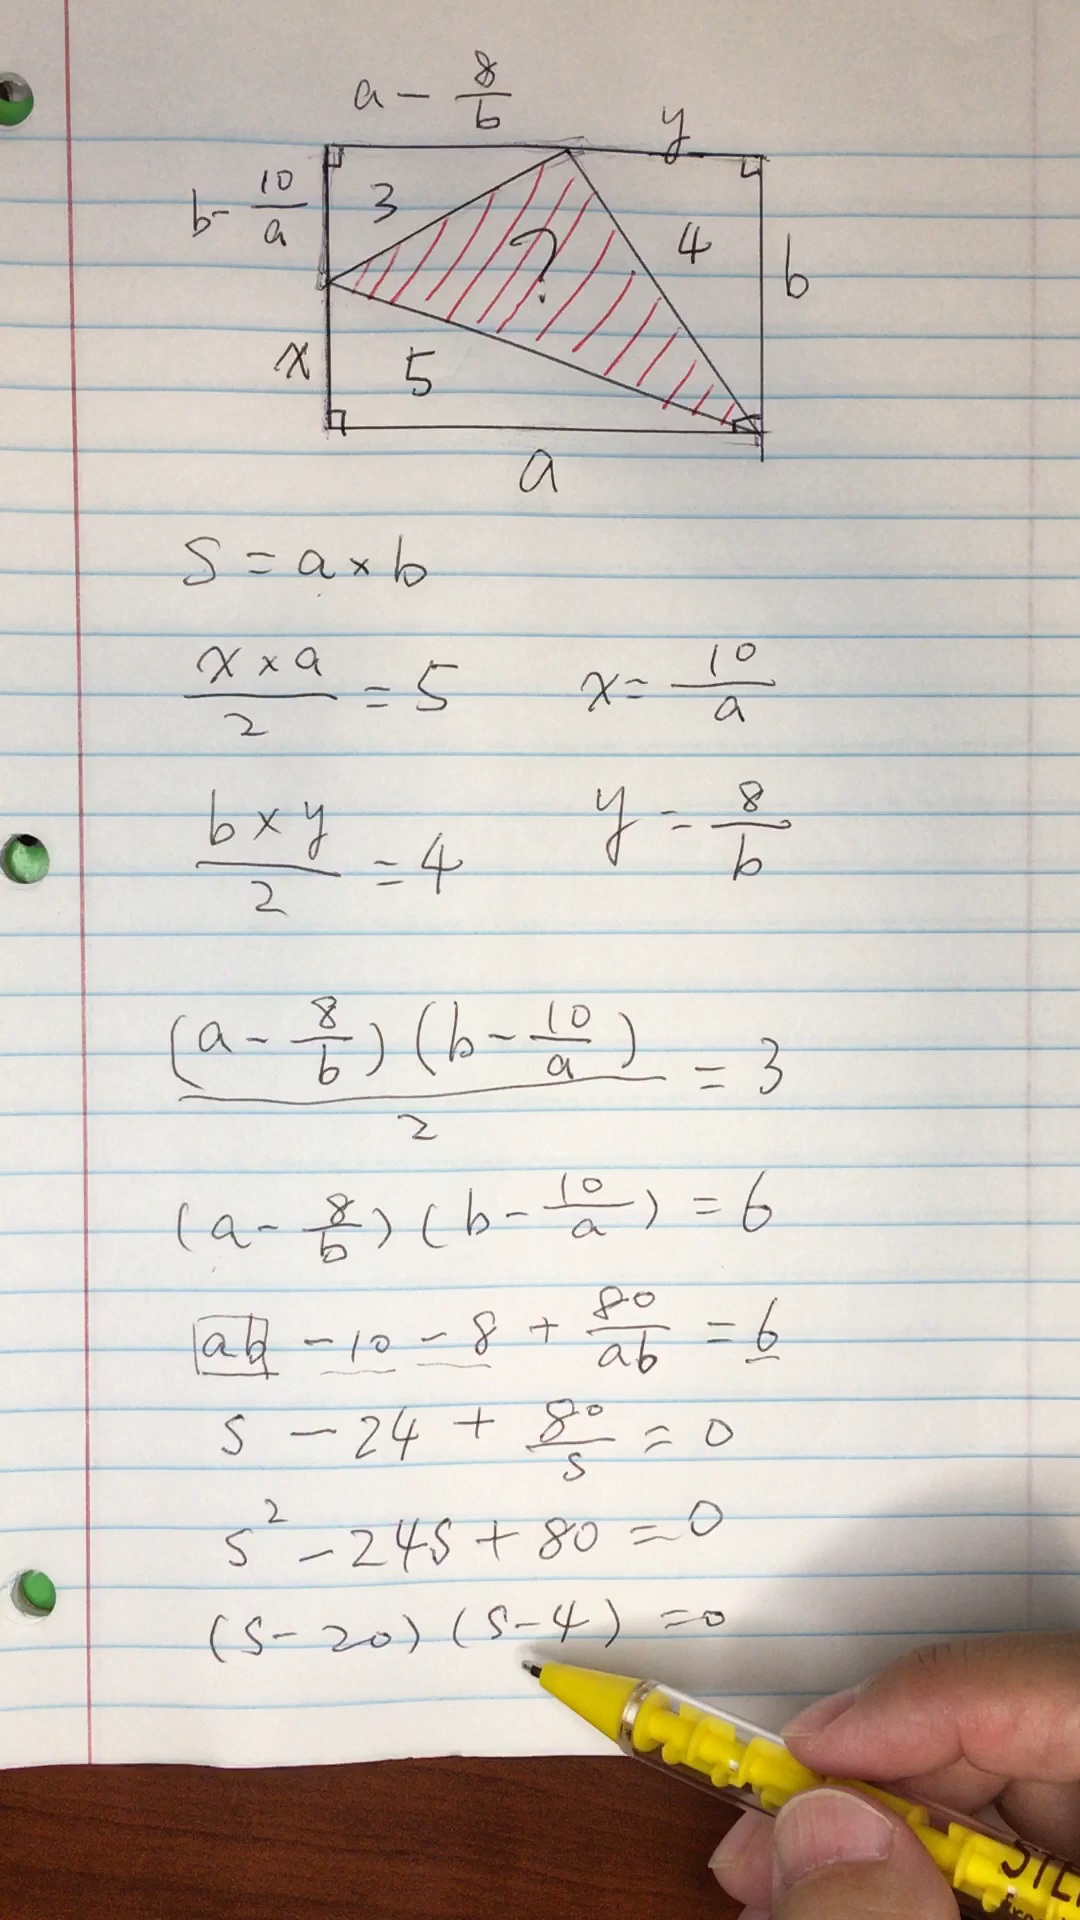 a - 8/b
y
b - 10/a
3
?
4
b
x
5
a
S = a × b
x × a / 2 = 5
x = 10/a
b × y / 2 = 4
y = 8/b
(a - 8/b)(b - 10/a) / 2 = 3
(a - 8/b)(b - 10/a) = 6
ab - 10 - 8 + 80/ab = 6
S - 24 + 80/S = 0
S² - 24S + 80 = 0
(S - 20)(S - 4) = 0